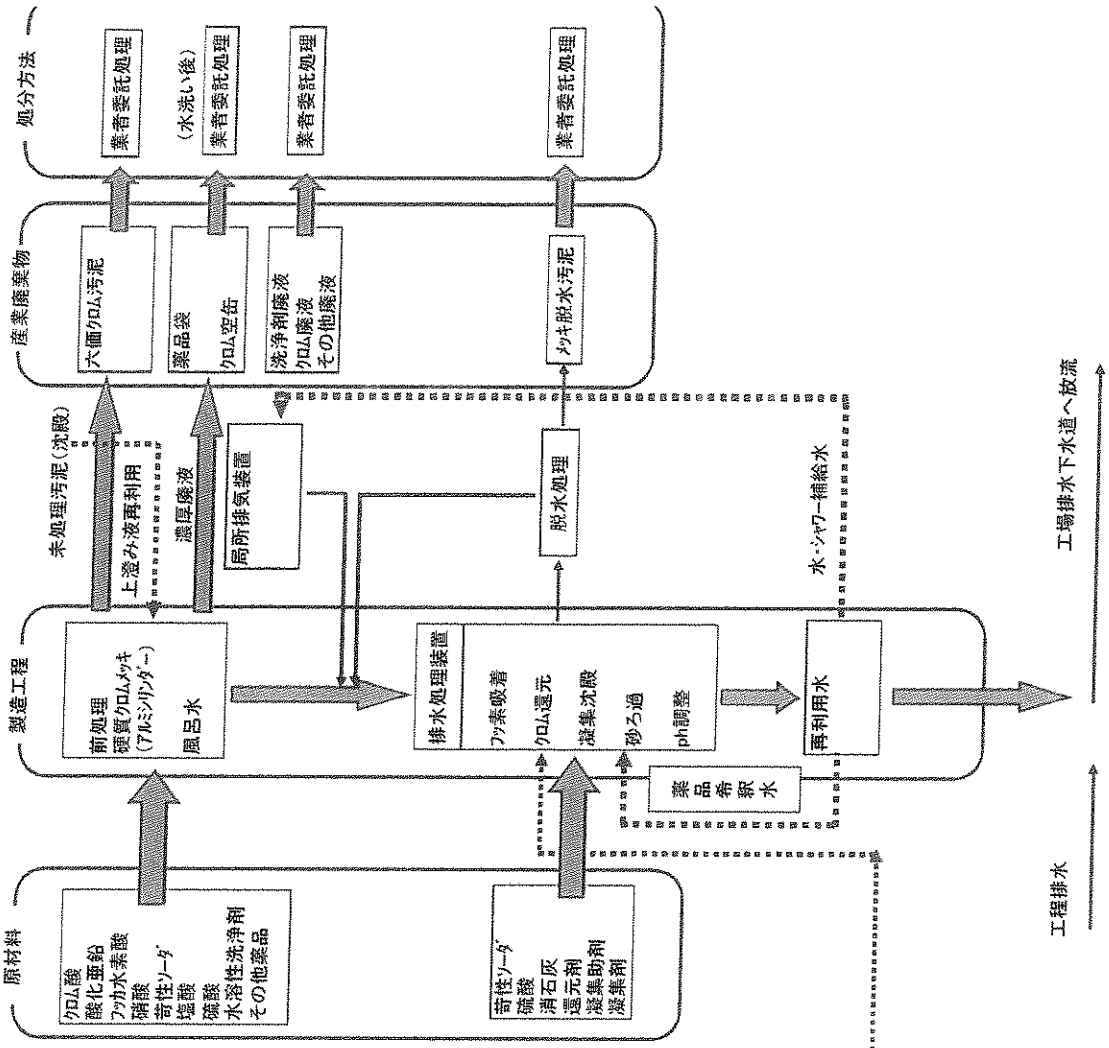 原材料
クロム酸
酸化亜鉛
フッカ水素酸
硝酸
苛性ソーダ
塩酸
硫酸
水溶性洗浄剤
その他薬品
苛性ソーダ
硫酸
消石灰
還元剤
凝集助剤
凝集剤
製造工程
前処理
硬質クロムメッキ
(アルミシリンダー)
風呂水
排水処理装置
フッ素吸着
クロム還元
凝集沈殿
砂ろ過
ph調整
薬品希釈水
再利用水
未処理汚泥(沈殿)
上澄み液再利用
濃厚廃液
局所排気装置
脱水処理
水・シャワー補給水
産業廃棄物
六価クロム汚泥
薬品袋
クロム空缶
洗浄剤廃液
クロム廃液
その他廃液
メッキ脱水汚泥
処分方法
業者委託処理
(水洗い後)
業者委託処理
業者委託処理
業者委託処理
工程排水
工場排水下水道へ放流